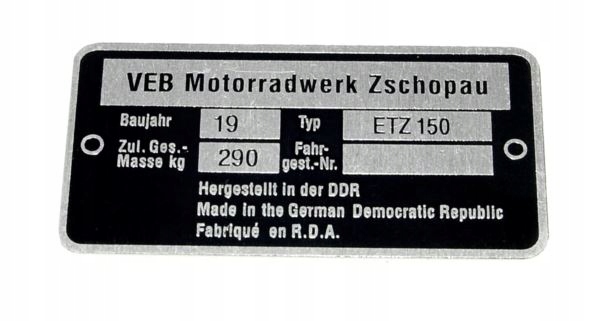 VEB Motorradwerk Zschopau
Baujahr 19 Typ ETZ 150
Zul. Ges.- Masse kg 290 Fahr- gest.-Nr.
Hergestellt in der DDR
Made in the German Democratic Republic
Fabriqué en R.D.A.